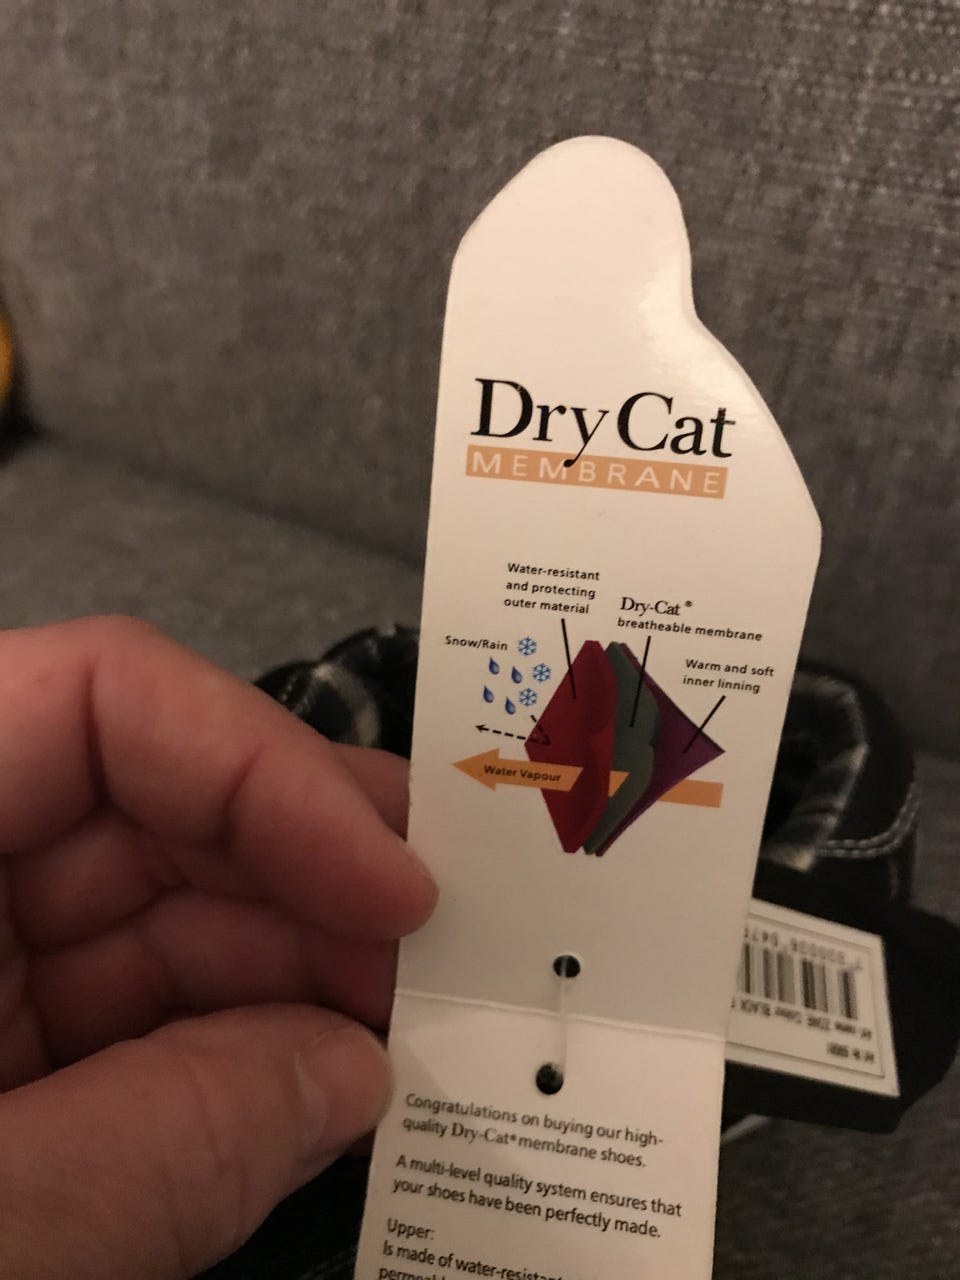 Dry Cat
MEMBRANE
Water-resistant
and protecting
outer material
Dry-Cat ®
breatheable membrane
Snow/Rain
Warm and soft
inner linning
Water Vapour
Congratulations on buying our high-
quality Dry-Cat® membrane shoes.
A multi-level quality system ensures that
your shoes have been perfectly made.
Upper:
Is made of water-resistant
Colour BLACK